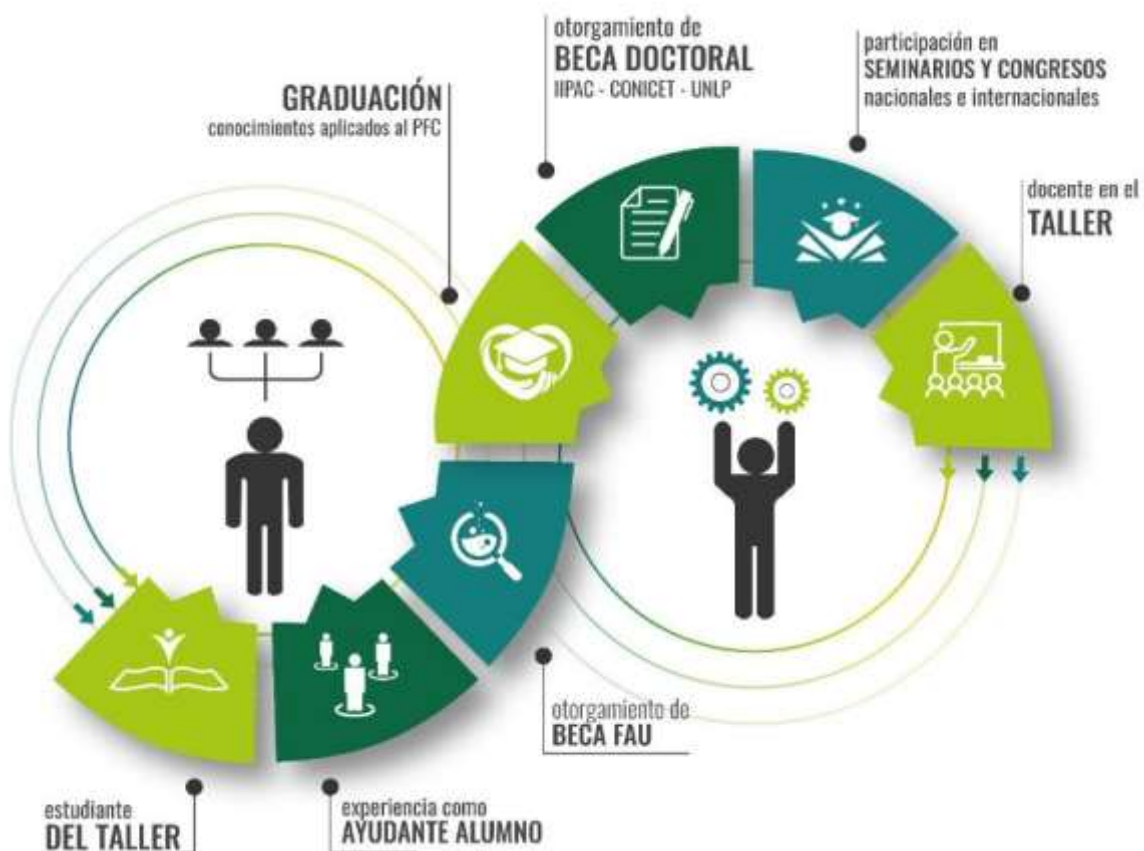 otorgamiento de
BECA DOCTORAL
IIPAC - CONICET - UNLP
participación en
SEMINARIOS Y CONGRESOS
nacionales e internacionales
GRADUACIÓN
conocimientos aplicados al PFC
docente en el
TALLER
otorgamiento de
BECA FAU
estudiante
DEL TALLER
experiencia como
AYUDANTE ALUMNO